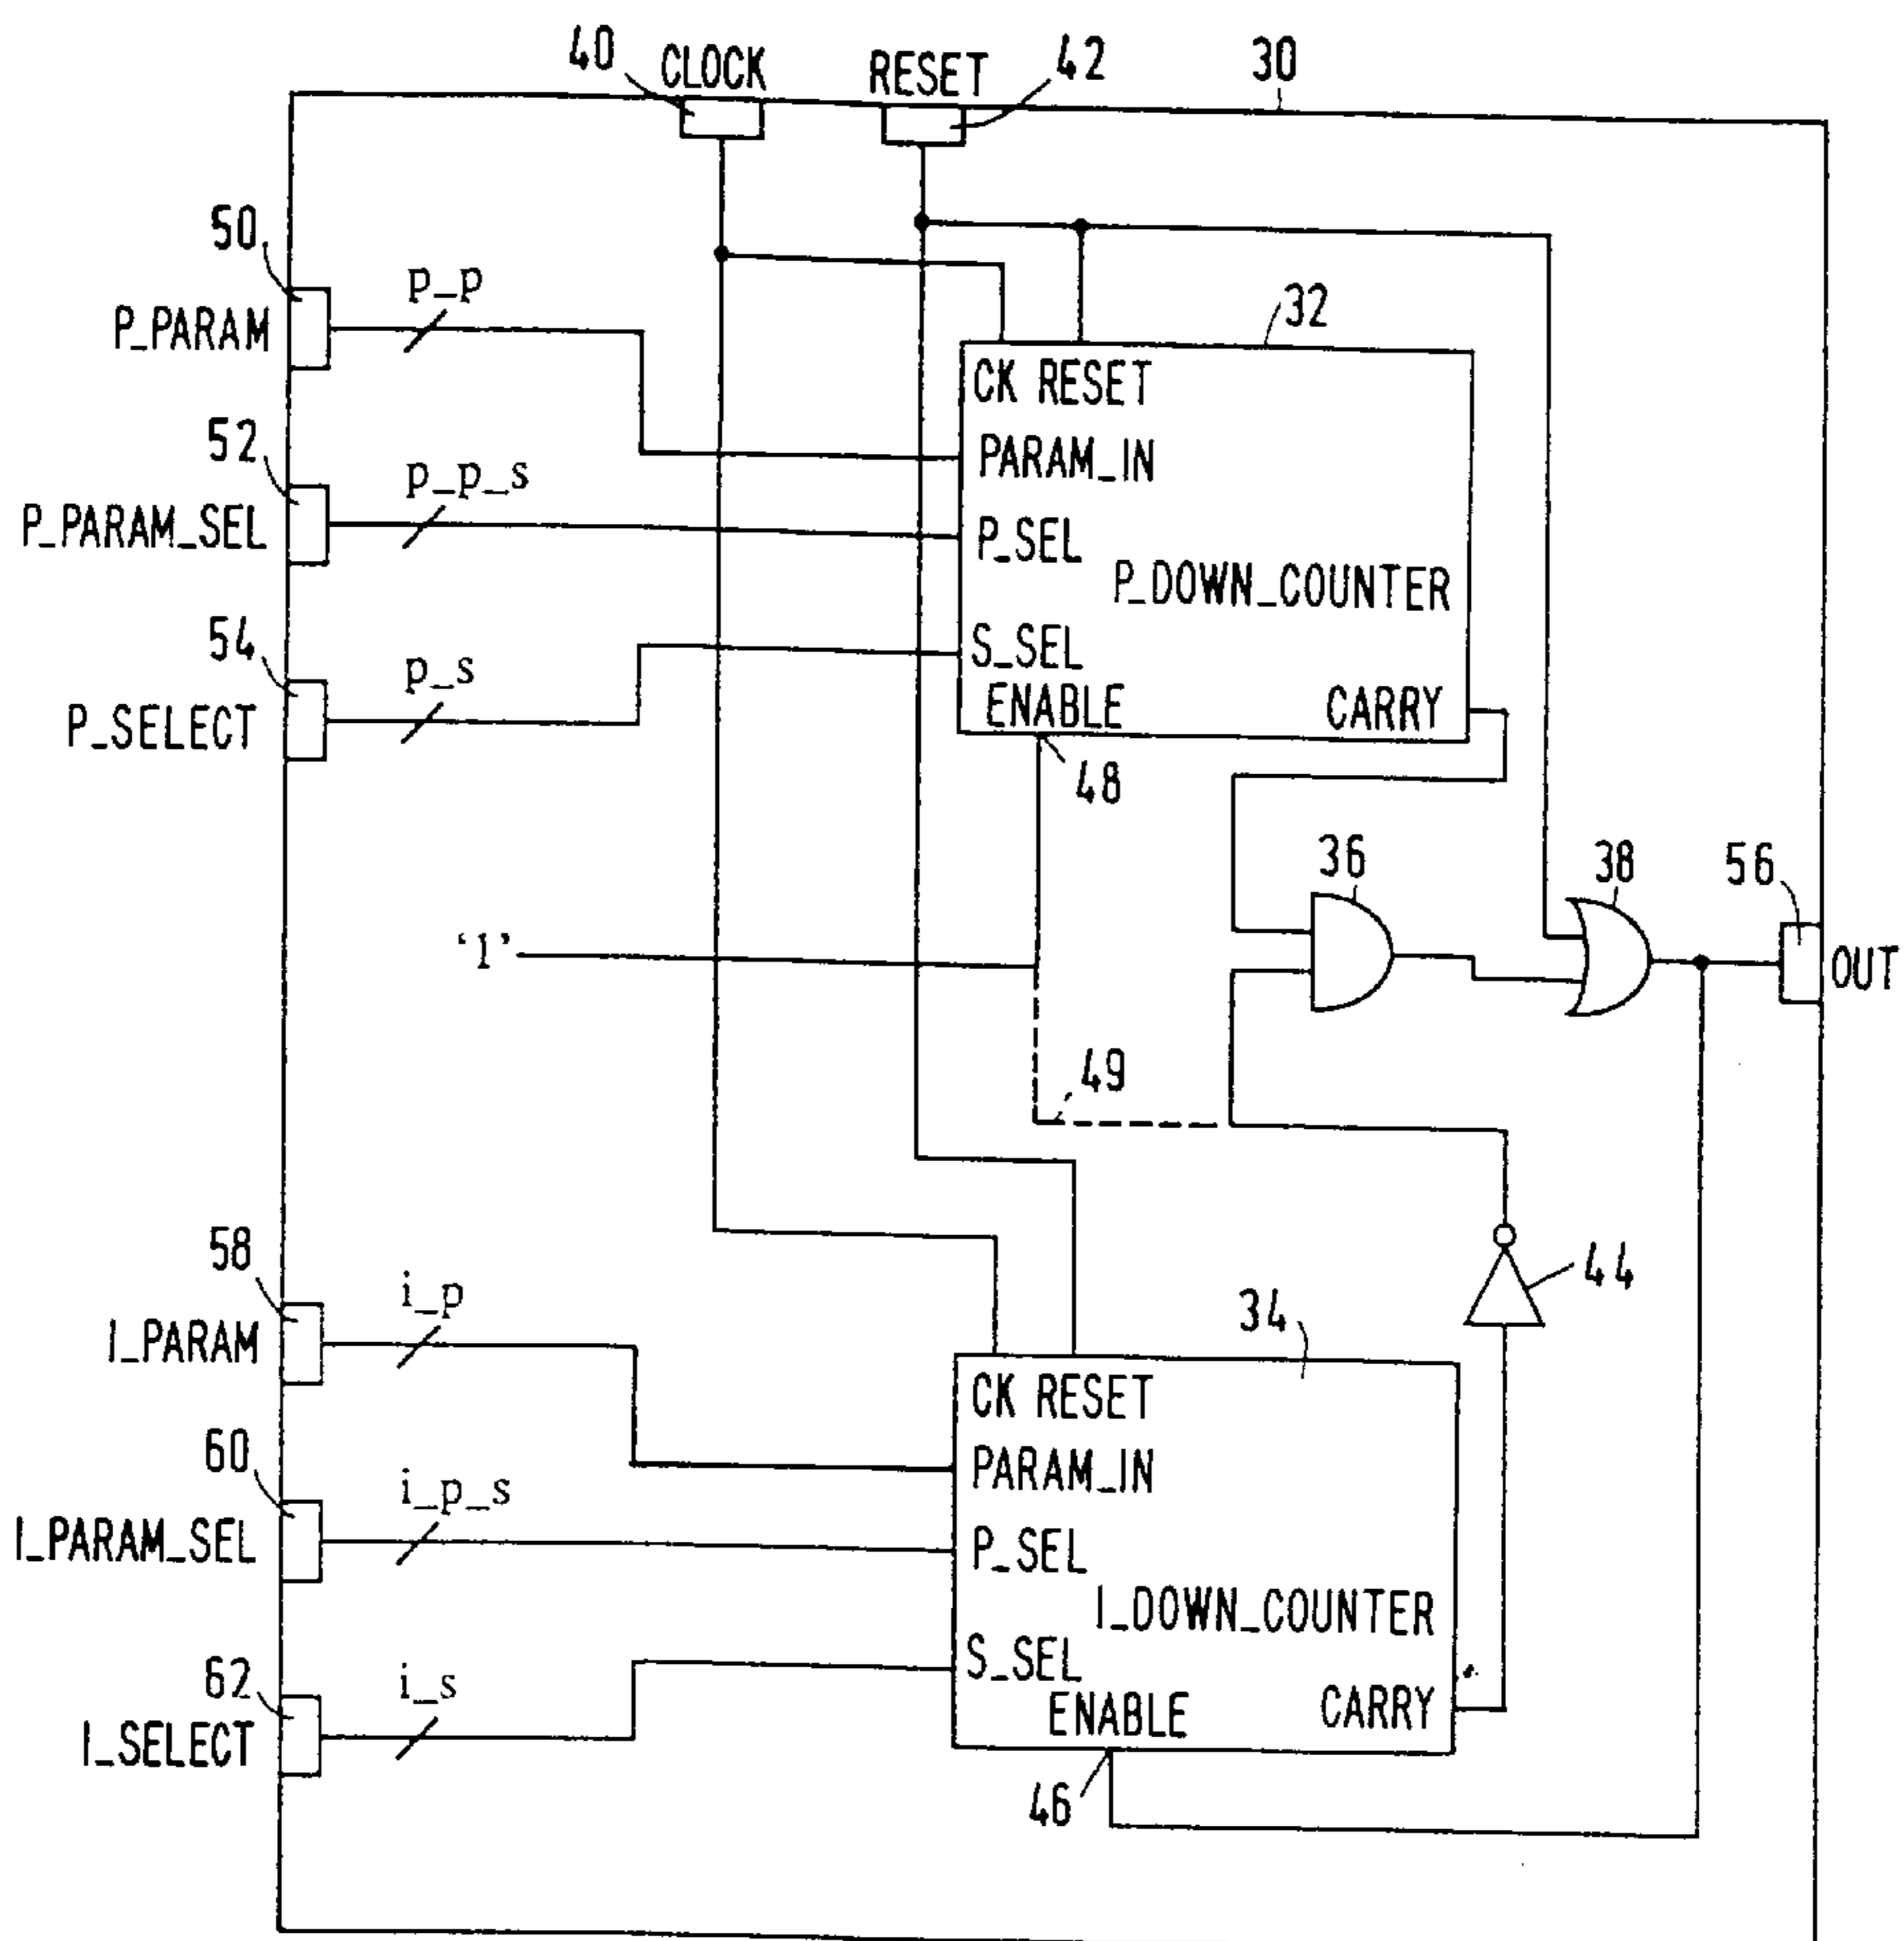 40 CLOCK RESET 42 30
50
P_PARAM p_p
32
CK RESET
PARAM_IN
52
P_PARAM_SEL p_p_s
P_SEL
P_DOWN_COUNTER
54
P_SELECT p_s
S_SEL
ENABLE CARRY
48
36 38 56
‘1’
OUT
49
58
I_PARAM i_p
44
34
CK RESET
PARAM_IN
60
I_PARAM_SEL i_p_s
P_SEL
I_DOWN_COUNTER
62
I_SELECT i_s
S_SEL
ENABLE CARRY
46